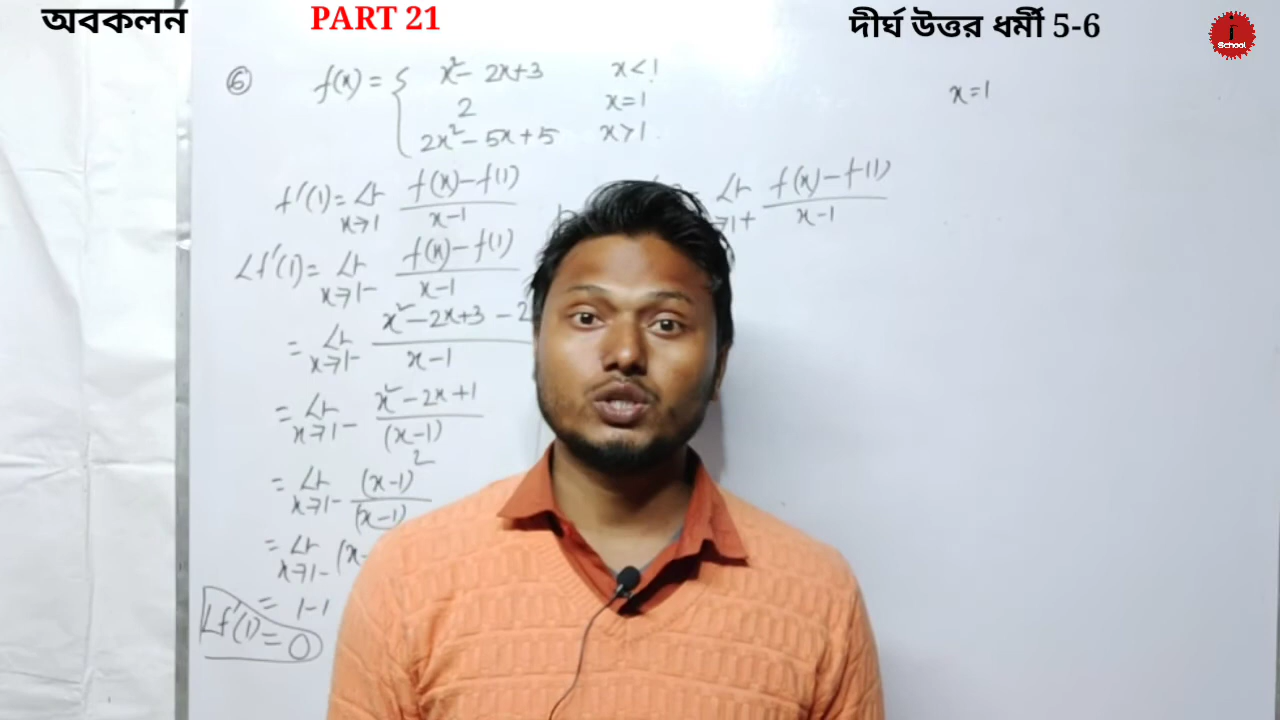 অবকলন
PART 21
দীর্ঘ উত্তর ধর্মী 5-6
i School
⑥ f(x) = { x² - 2x + 3 x < 1
2 x = 1
2x² - 5x + 5 x > 1
x = 1
f'(1) = Lt x→1 f(x) - f(1) / x - 1
Lt x→1+ f(x) - f(1) / x - 1
Lf'(1) = Lt x→1- f(x) - f(1) / x - 1
= Lt x→1- x² - 2x + 3 - 2 / x - 1
= Lt x→1- x² - 2x + 1 / (x - 1)
= Lt x→1- (x - 1)² / (x - 1)
= Lt x→1- (x -
= 1 - 1
Lf'(1) = 0